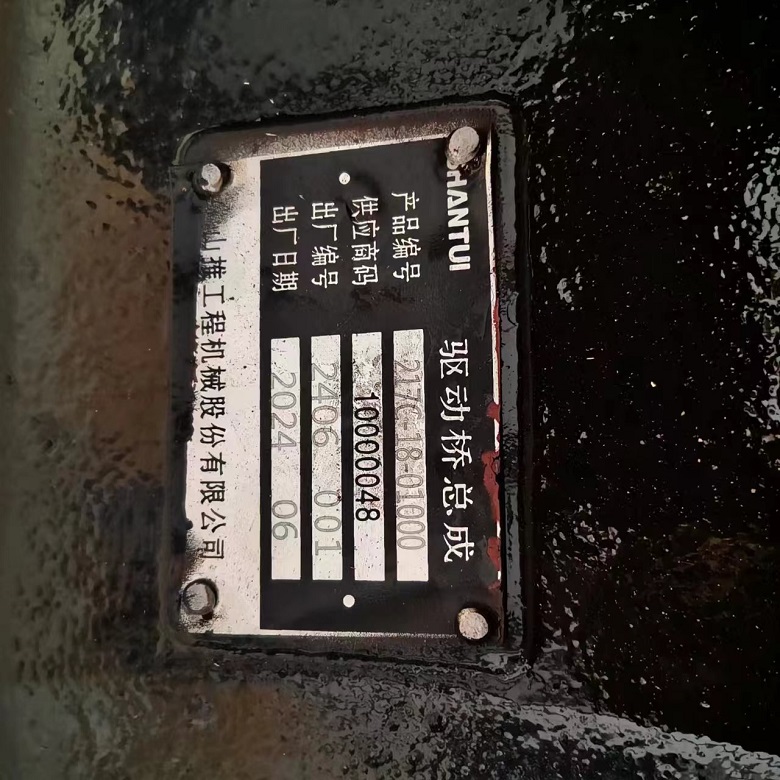 SHANTUI 驱动桥总成
产品编号 217C-18-01000
供应商码 10000048
出厂编号 2406 001
出厂日期 2024 06
山推工程机械股份有限公司